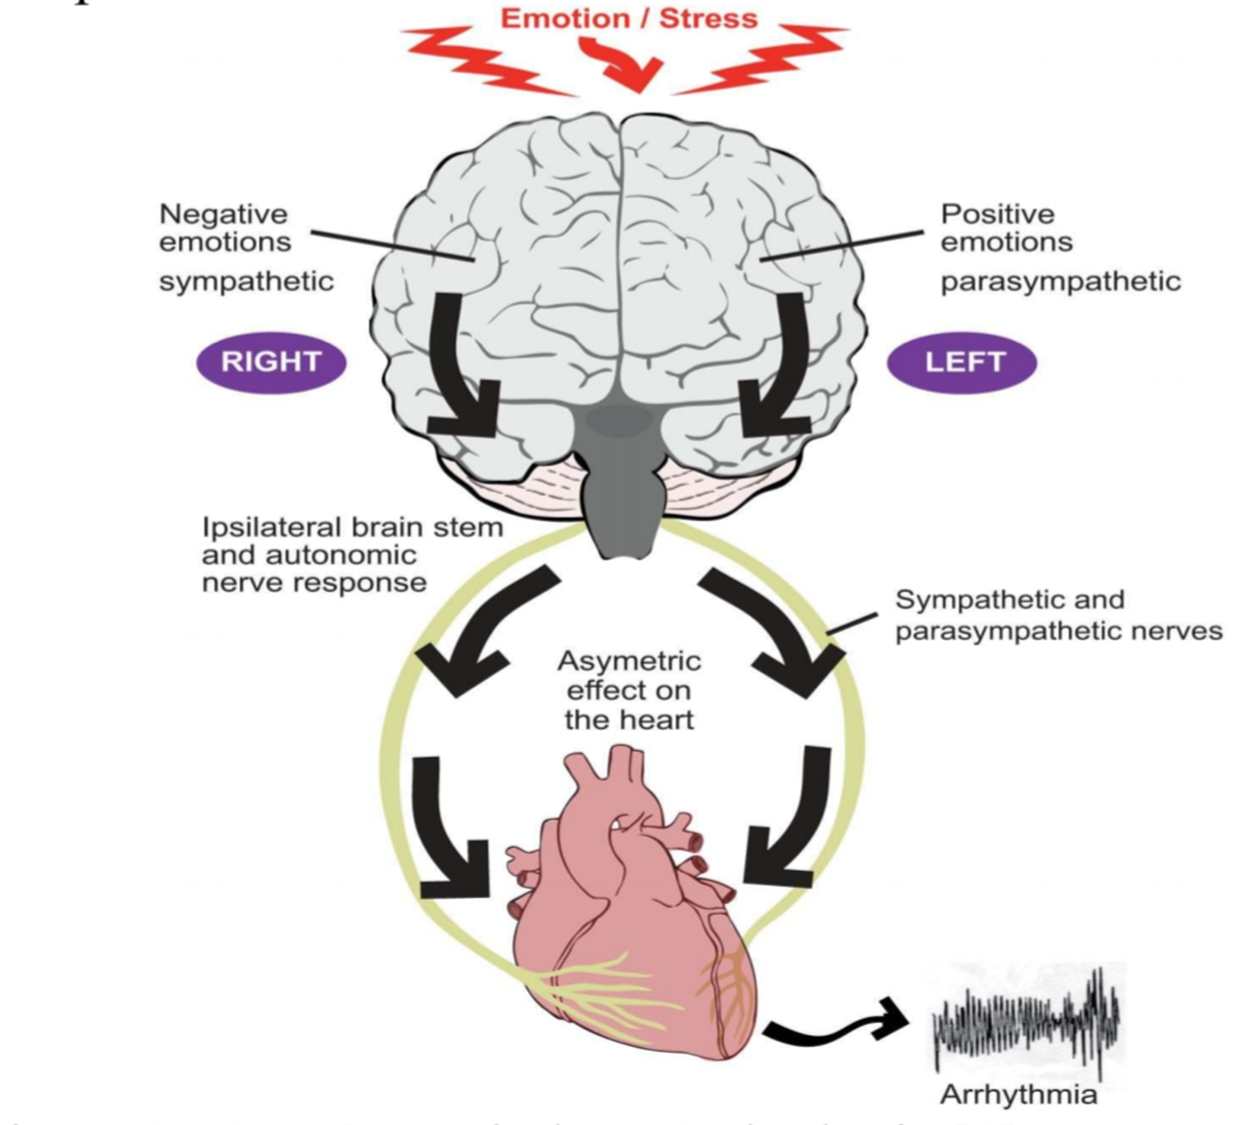 Emotion / Stress
Negative
emotions
sympathetic
Positive
emotions
parasympathetic
RIGHT
LEFT
Ipsilateral brain stem
and autonomic
nerve response
Sympathetic and
parasympathetic nerves
Asymetric
effect on
the heart
Arrhythmia